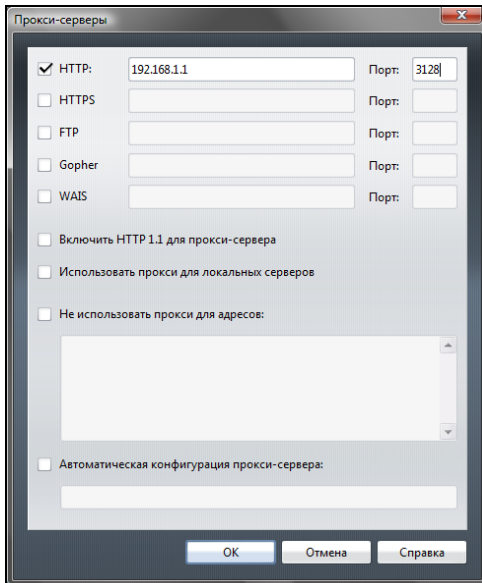 Прокси-серверы
HTTP: 192.168.1.1 Порт: 3128
HTTPS Порт:
FTP Порт:
Gopher Порт:
WAIS Порт:
Включить HTTP 1.1 для прокси-сервера
Использовать прокси для локальных серверов
Не использовать прокси для адресов:
Автоматическая конфигурация прокси-сервера:
OK Отмена Справка